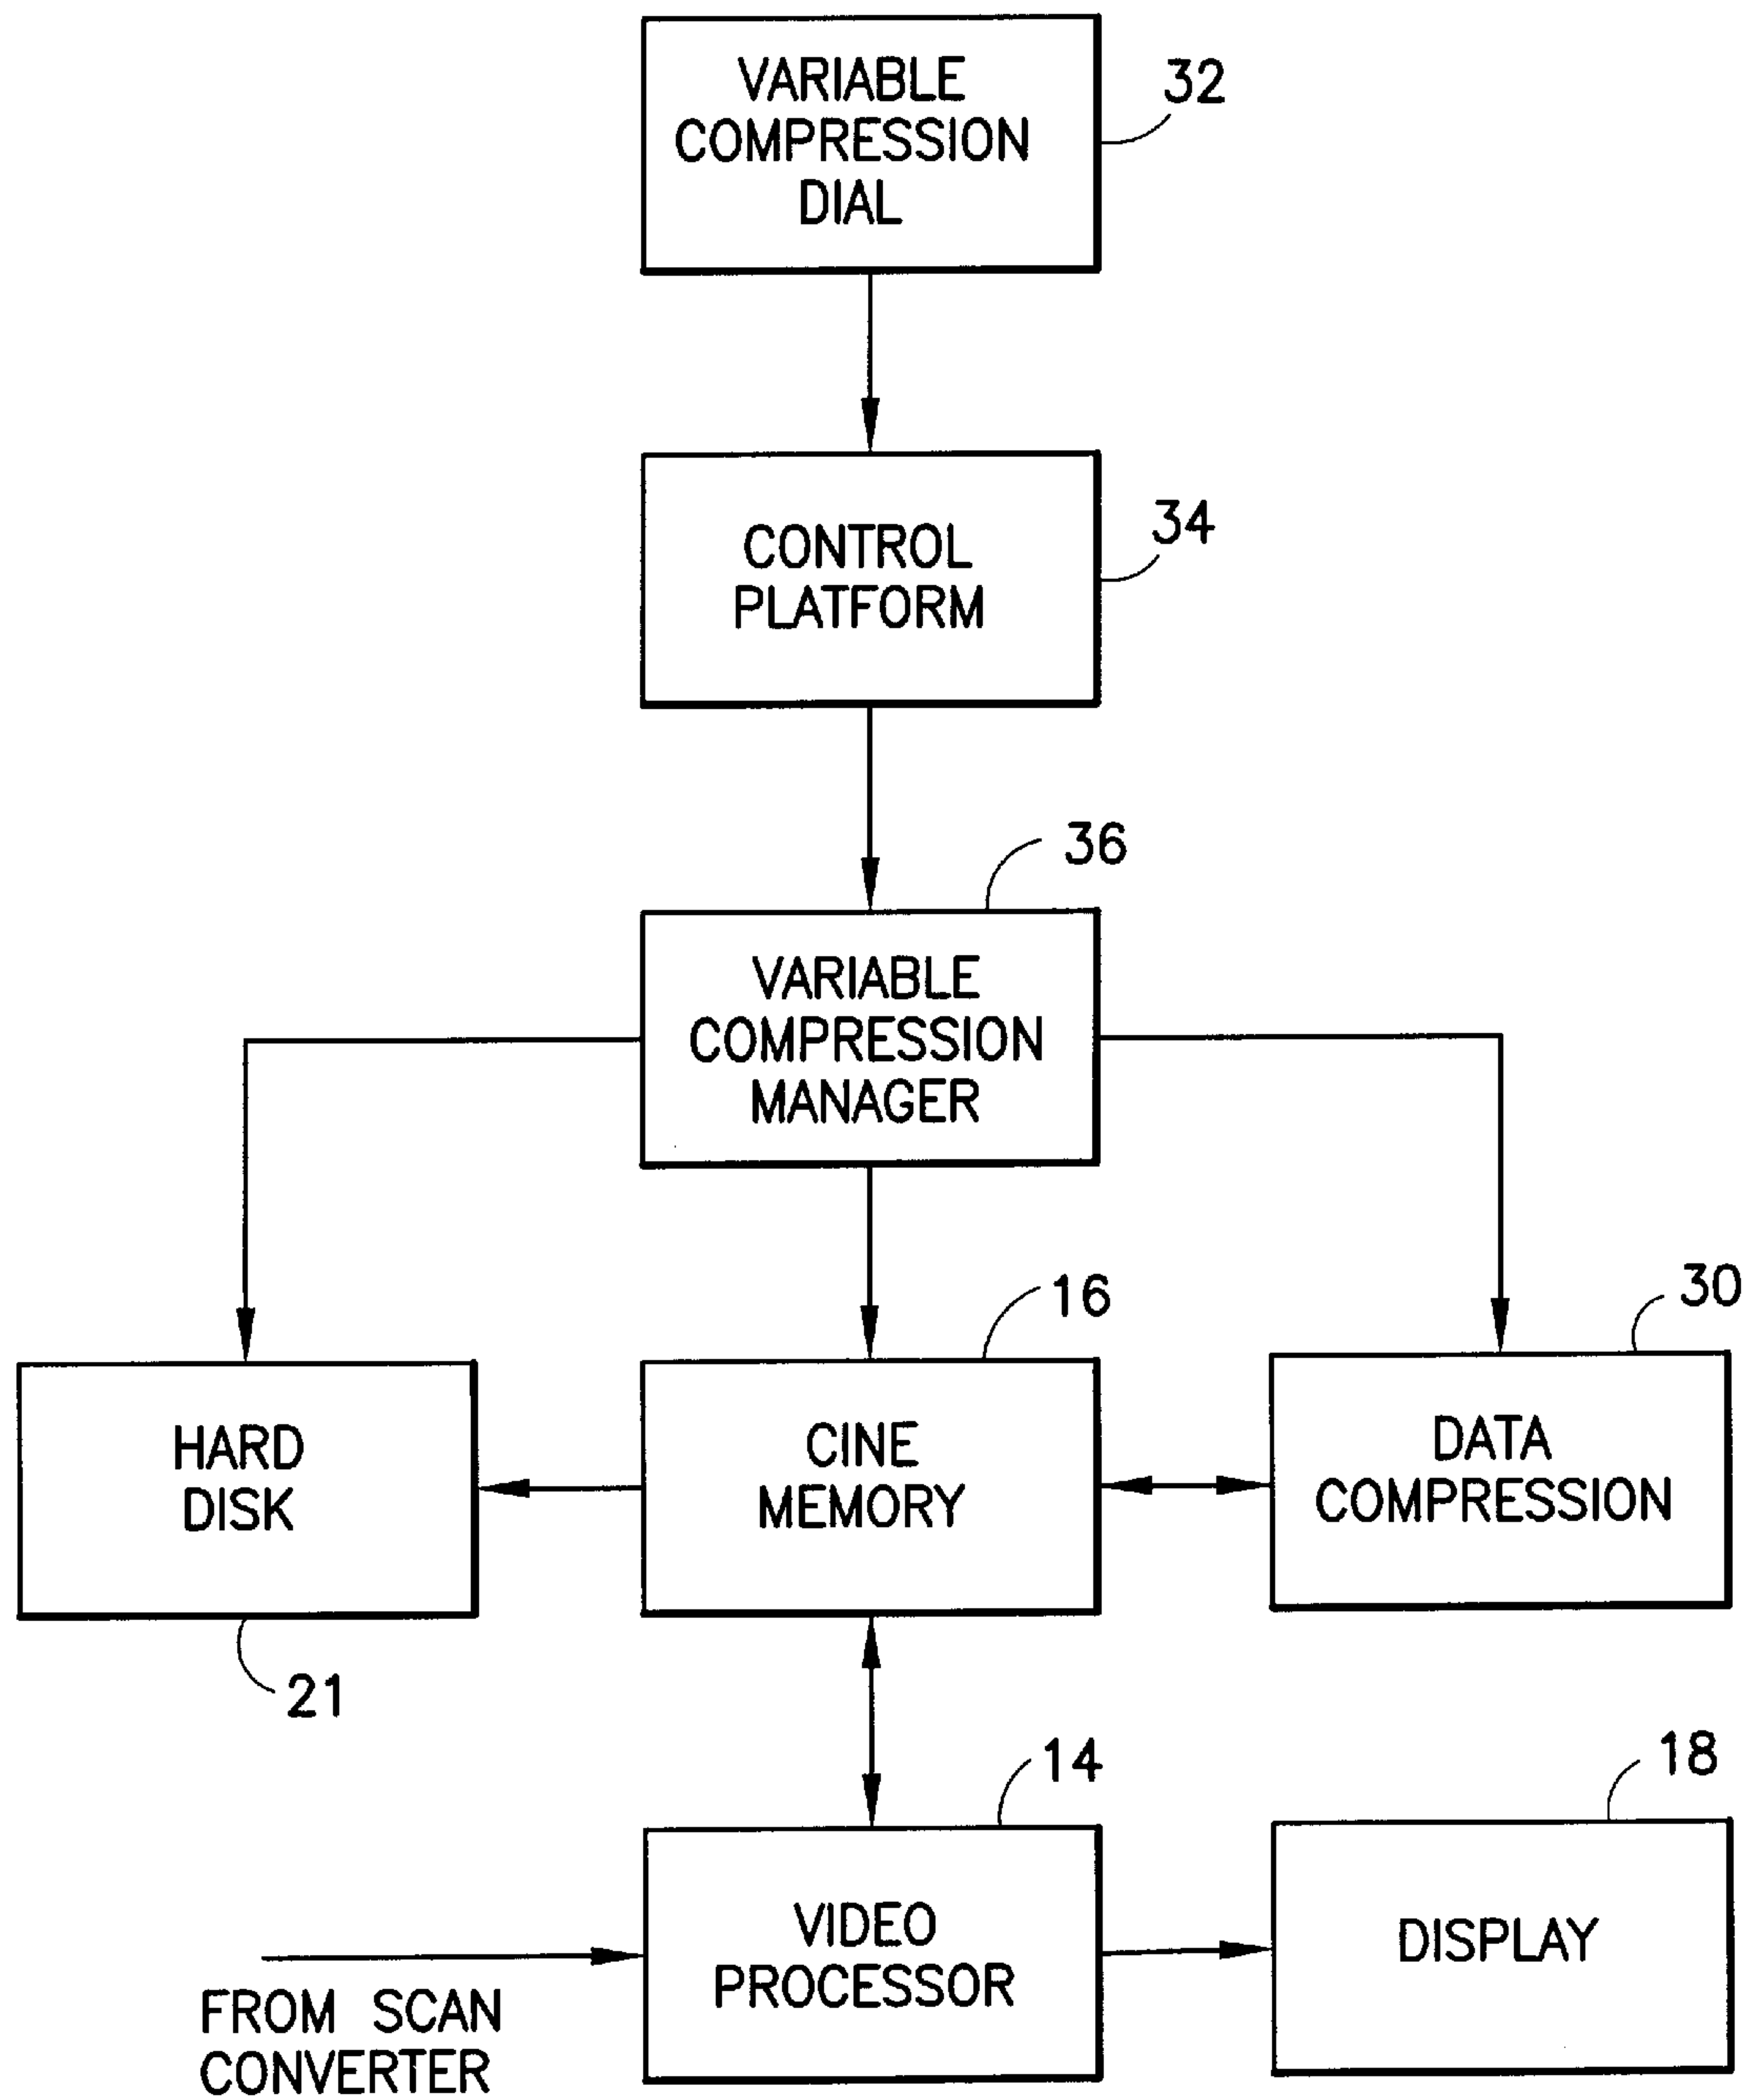 VARIABLE
COMPRESSION
DIAL
32
CONTROL
PLATFORM
34
36
VARIABLE
COMPRESSION
MANAGER
HARD
DISK
21
16
CINE
MEMORY
30
DATA
COMPRESSION
14
VIDEO
PROCESSOR
18
DISPLAY
FROM SCAN
CONVERTER